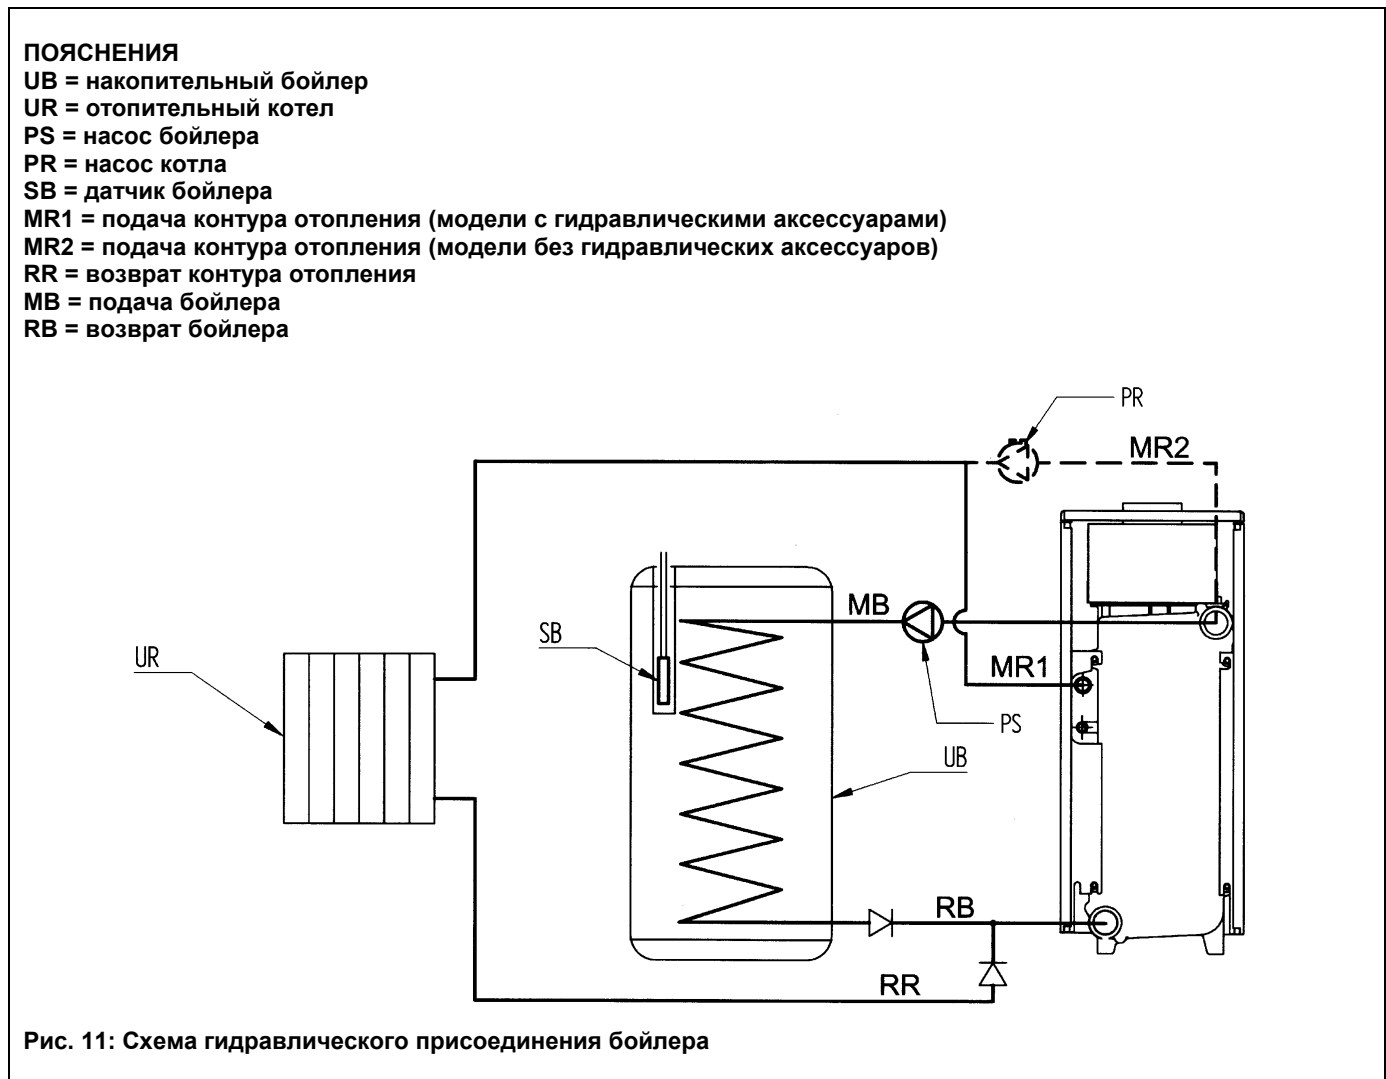 ПОЯСНЕНИЯ
UB = накопительный бойлер
UR = отопительный котел
PS = насос бойлера
PR = насос котла
SB = датчик бойлера
MR1 = подача контура отопления (модели с гидравлическими аксессуарами)
MR2 = подача контура отопления (модели без гидравлических аксессуаров)
RR = возврат контура отопления
MB = подача бойлера
RB = возврат бойлера
PR
MR2
MB
SB
UR
MR1
PS
UB
RB
RR
Рис. 11: Схема гидравлического присоединения бойлера